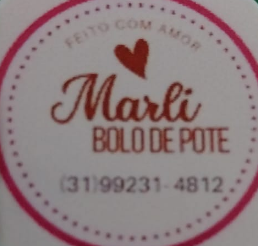 FEITO COM AMOR
Marli
BOLO DE POTE
(31)99231-4812